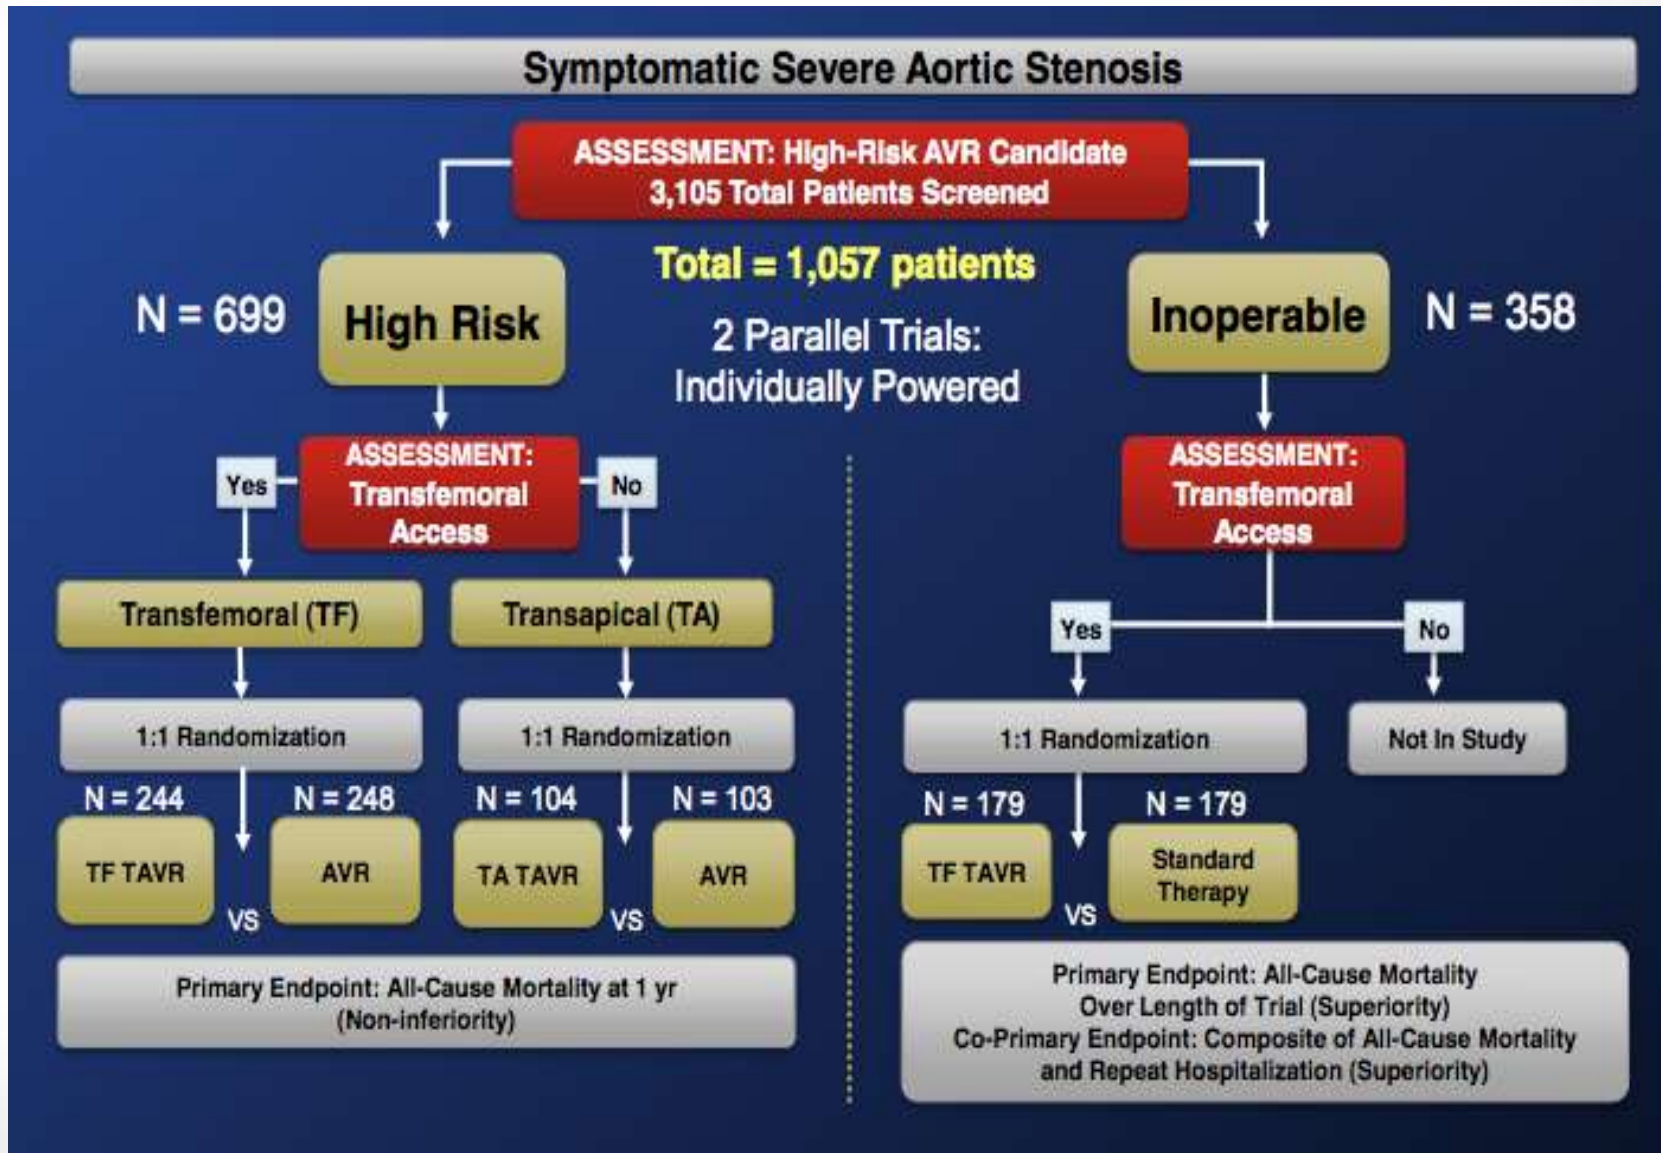 Symptomatic Severe Aortic Stenosis
ASSESSMENT: High-Risk AVR Candidate
3,105 Total Patients Screened
N = 699
High Risk
Total = 1,057 patients
2 Parallel Trials:
Individually Powered
Inoperable
N = 358
ASSESSMENT:
Transfemoral
Access
Yes
No
Transfemoral (TF)
Transapical (TA)
1:1 Randomization
1:1 Randomization
N = 244
N = 248
N = 104
N = 103
TF TAVR
VS
AVR
TA TAVR
VS
AVR
Primary Endpoint: All-Cause Mortality at 1 yr
(Non-inferiority)
ASSESSMENT:
Transfemoral
Access
Yes
No
1:1 Randomization
Not In Study
N = 179
N = 179
TF TAVR
VS
Standard
Therapy
Primary Endpoint: All-Cause Mortality
Over Length of Trial (Superiority)
Co-Primary Endpoint: Composite of All-Cause Mortality
and Repeat Hospitalization (Superiority)